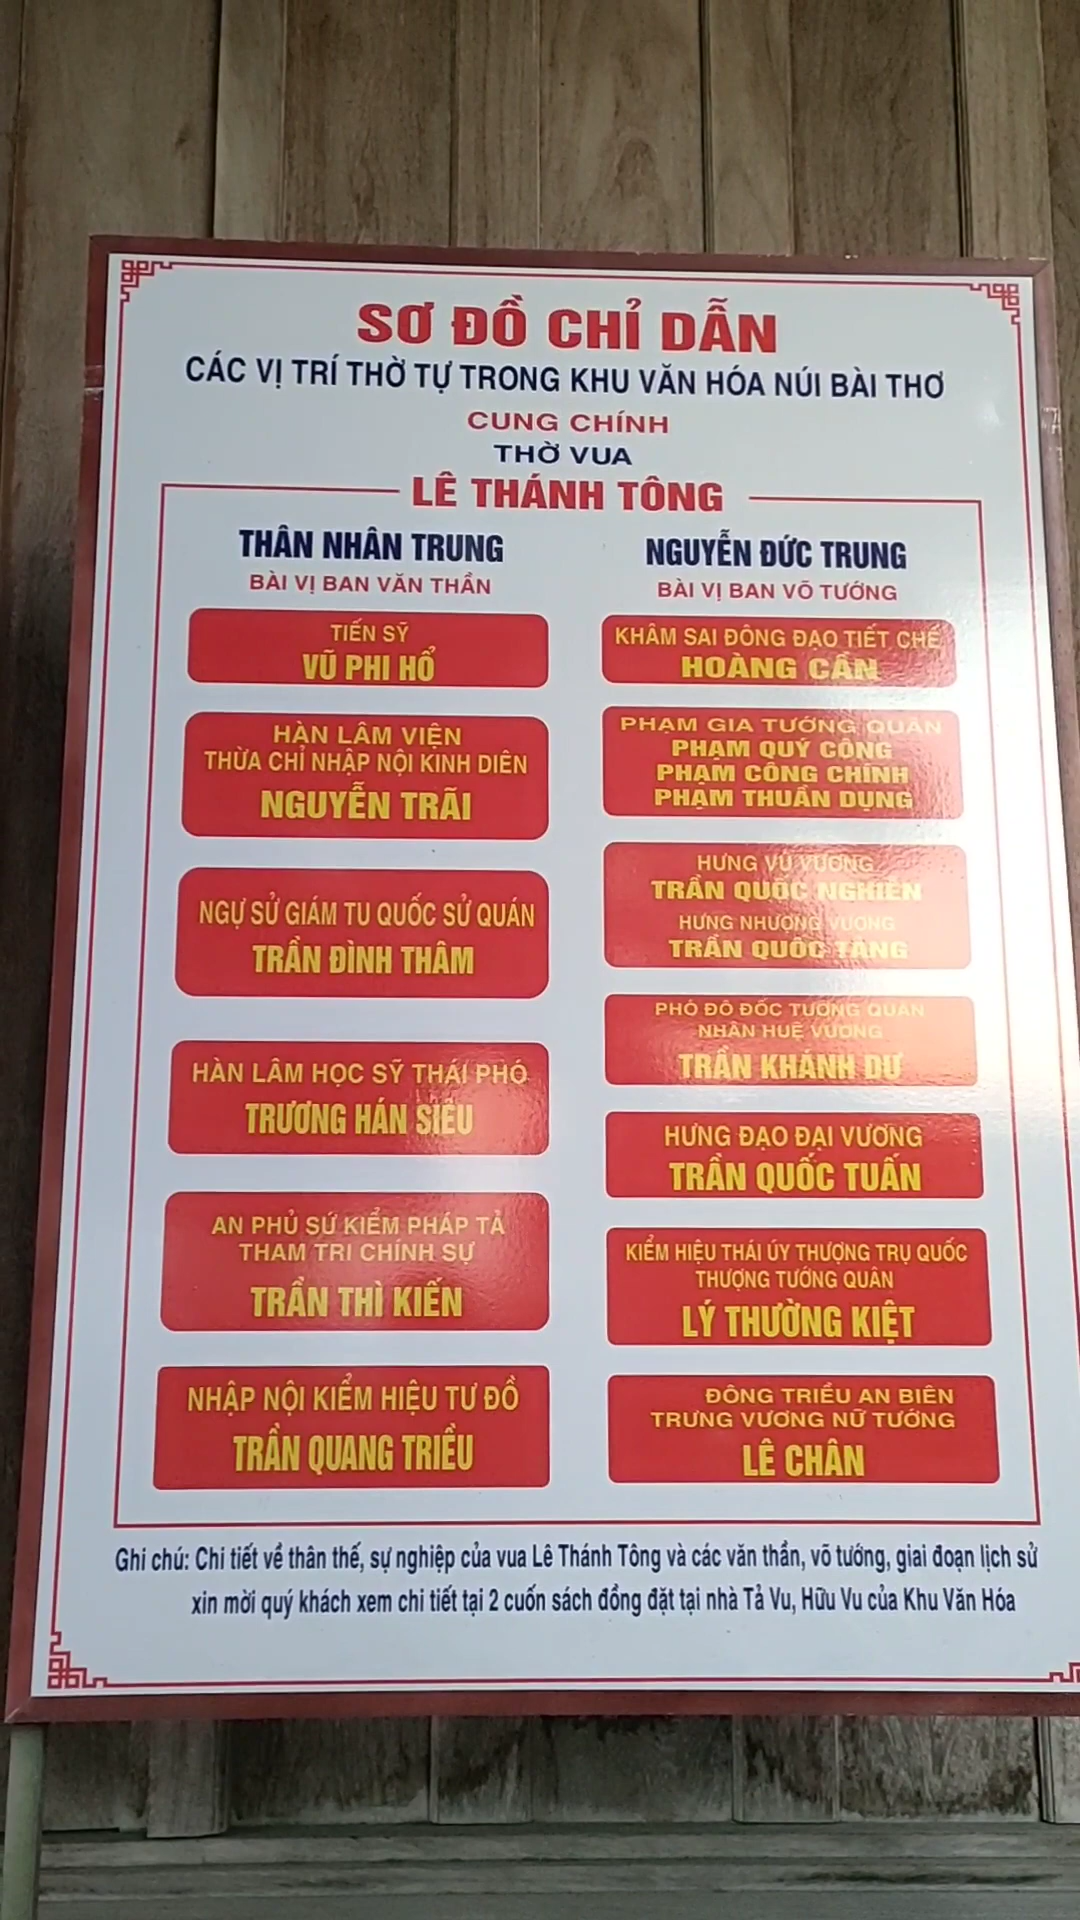 SƠ ĐỒ CHỈ DẪN
CÁC VỊ TRÍ THỜ TỰ TRONG KHU VĂN HÓA NÚI BÀI THƠ
CUNG CHÍNH
THỜ VUA
LÊ THÁNH TÔNG
THÂN NHÂN TRUNG
BÀI VỊ BAN VĂN THẦN
TIẾN SỸ
VŨ PHI HỔ
HÀN LÂM VIỆN
THỪA CHỈ NHẬP NỘI KINH DIÊN
NGUYỄN TRÃI
NGỰ SỬ GIÁM TU QUỐC SỬ QUÁN
TRẦN ĐÌNH THÂM
HÀN LÂM HỌC SỸ THÁI PHÓ
TRƯƠNG HÁN SIÊU
AN PHỦ SỨ KIỂM PHÁP TẢ
THAM TRI CHÍNH SỰ
TRẦN THÌ KIẾN
NHẬP NỘI KIỂM HIỆU TƯ ĐỒ
TRẦN QUANG TRIỀU
NGUYỄN ĐỨC TRUNG
BÀI VỊ BAN VÕ TƯỚNG
KHÂM SAI ĐÔNG ĐẠO TIẾT CHẾ
HOÀNG CẦN
PHẠM GIA TƯỚNG QUÂN
PHẠM QUÝ CÔNG
PHẠM CÔNG CHÍNH
PHẠM THUẦN DỤNG
HƯNG VŨ VƯƠNG
TRẦN QUỐC NGHIỄN
HƯNG NHƯỢNG VƯƠNG
TRẦN QUỐC TẢNG
PHÓ ĐÔ ĐỐC TƯỚNG QUÂN
NHÂN HUỆ VƯƠNG
TRẦN KHÁNH DƯ
HƯNG ĐẠO ĐẠI VƯƠNG
TRẦN QUỐC TUẤN
KIỂM HIỆU THÁI ÚY THƯỢNG TRỤ QUỐC
THƯỢNG TƯỚNG QUÂN
LÝ THƯỜNG KIỆT
ĐÔNG TRIỀU AN BIÊN
TRƯNG VƯƠNG NỮ TƯỚNG
LÊ CHÂN
Ghi chú: Chi tiết về thân thế, sự nghiệp của vua Lê Thánh Tông và các văn thần, võ tướng, giai đoạn lịch sử
xin mời quý khách xem chi tiết tại 2 cuốn sách đồng đặt tại nhà Tả Vu, Hữu Vu của Khu Văn Hóa